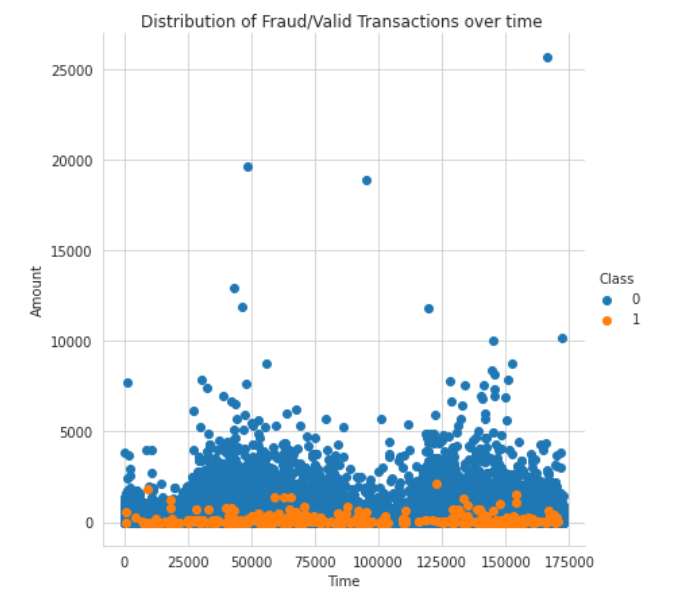 Distribution of Fraud/Valid Transactions over time
25000
20000
15000
10000
5000
0
Amount
0 25000 50000 75000 100000 125000 150000 175000
Time
Class
0
1